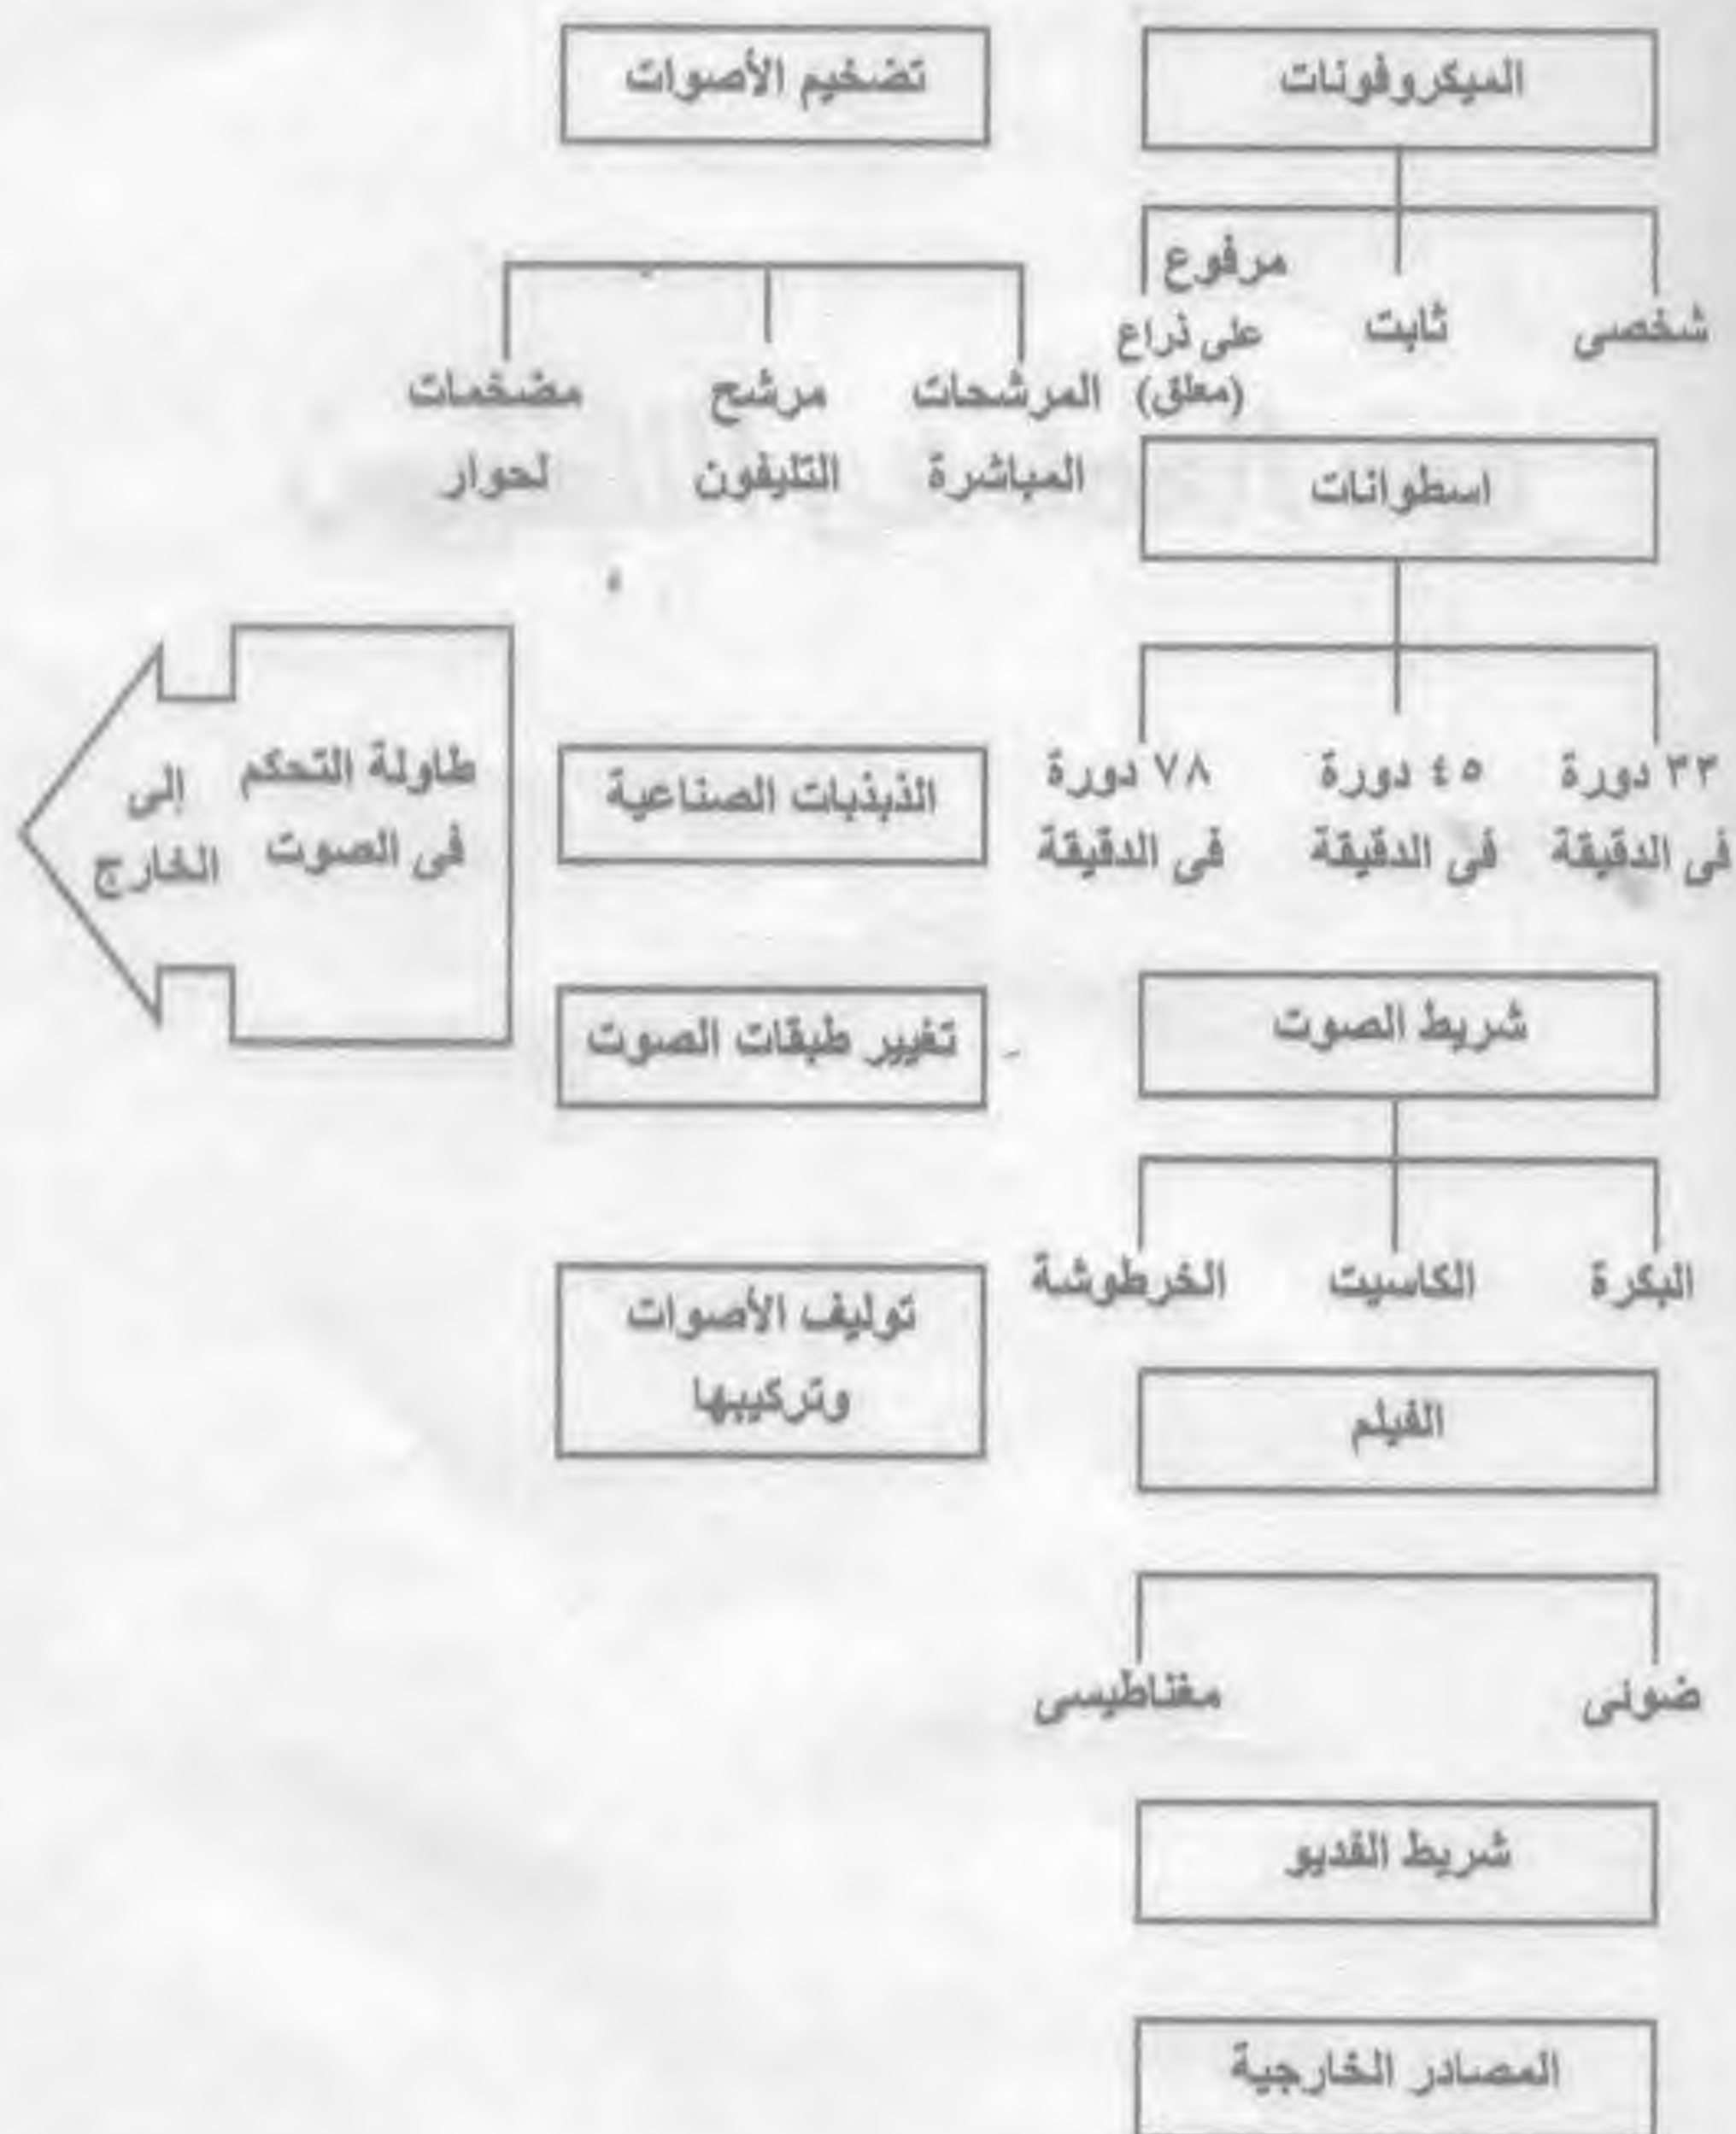 الميكروفونات
شخصى
ثابت
مرفوع
على ذراع
(معلق)
اسطوانات
٣٣ دورة
فى الدقيقة
٤٥ دورة
فى الدقيقة
٧٨ دورة
فى الدقيقة
شريط الصوت
البكرة
الكاسيت
الخرطوشة
الفيلم
ضوئى
مغناطيسى
شريط الفديو
المصادر الخارجية
تضخيم الأصوات
المرشحات
المباشرة
مرشح
التليفون
مضخمات
لحوار
الذبذبات الصناعية
تغيير طبقات الصوت
توليف الأصوات
وتركيبها
طاولة التحكم
فى الصوت
إلى
الخارج